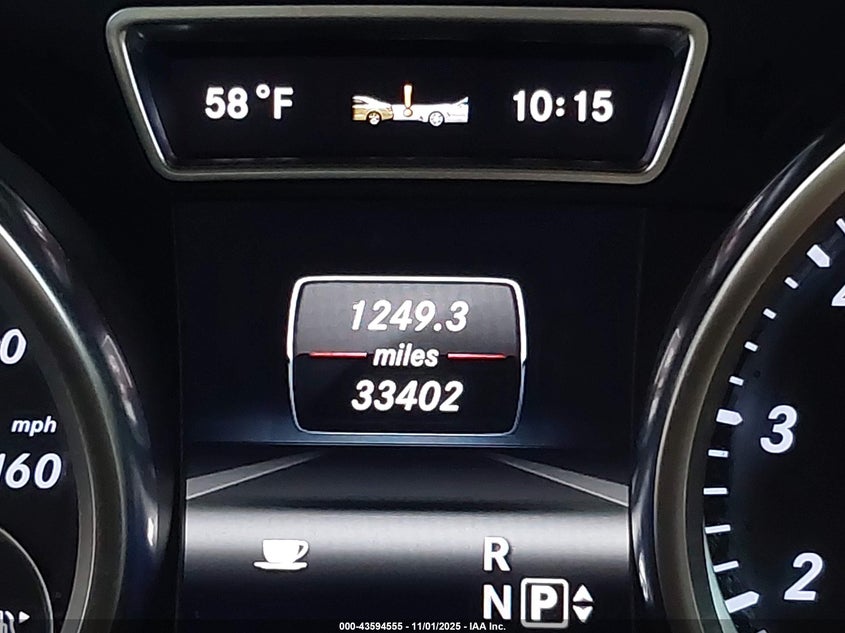 58°F 10:15
1249.3
miles
33402
0
mph
160
3
2
R
N P
000-43594555 - 11/01/2025 - IAA Inc.